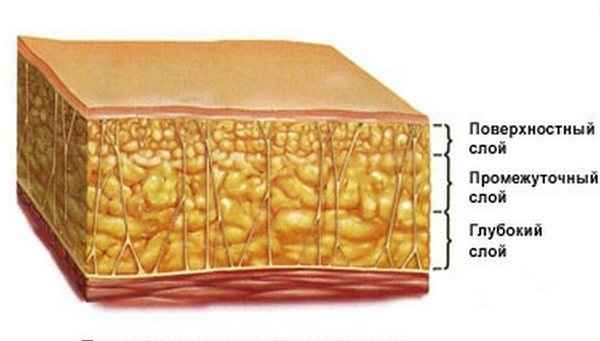 Поверхностный
слой
Промежуточный
слой
Глубокий
слой